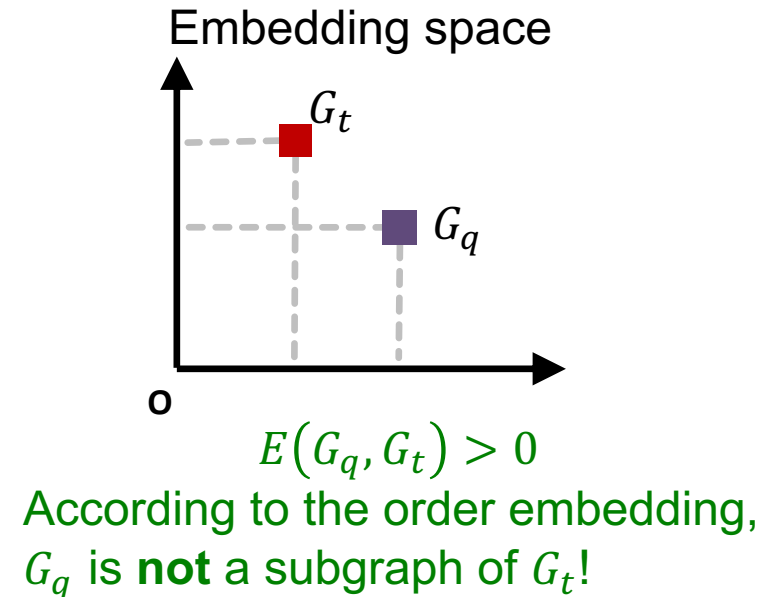 Embedding space
G_t
G_q
O
E(G_q, G_t) > 0
According to the order embedding,
G_q is not a subgraph of G_t!